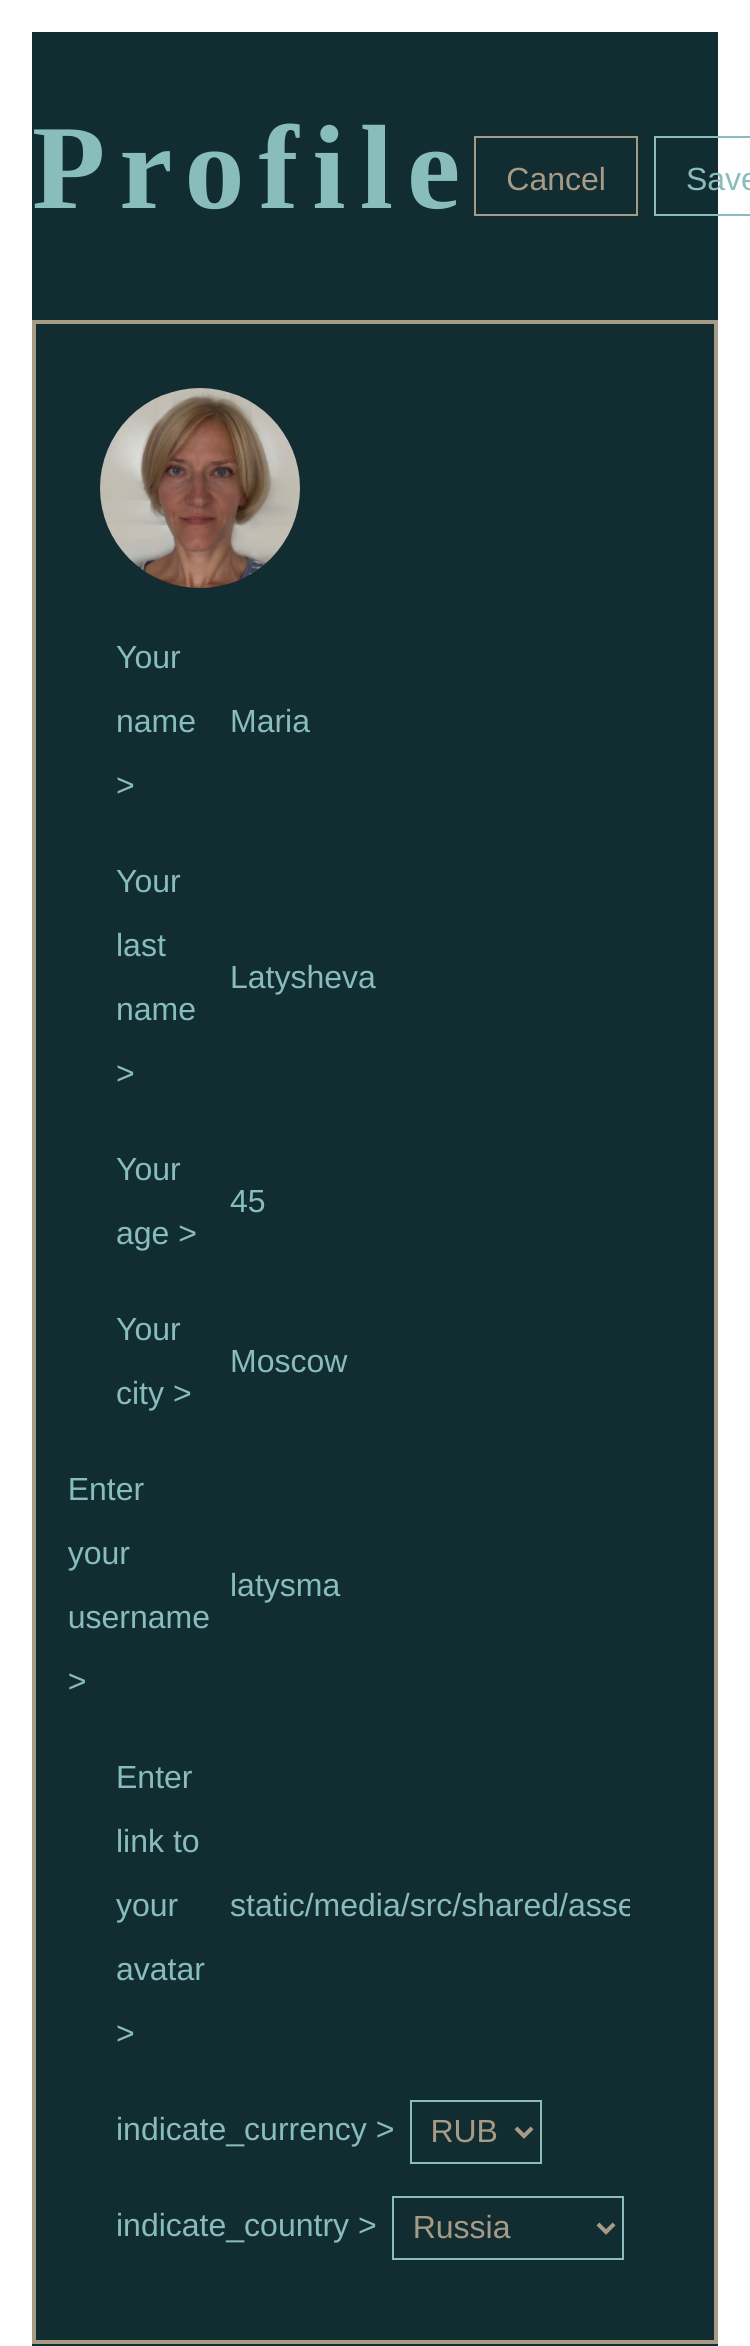 Profile
Cancel
Save
Your
name
>
Maria
Your
last
name
>
Latysheva
Your
age >
45
Your
city >
Moscow
Enter
your
username
>
latysma
Enter
link to
your
avatar
>
static/media/src/shared/asse
indicate_currency >
RUB
indicate_country >
Russia